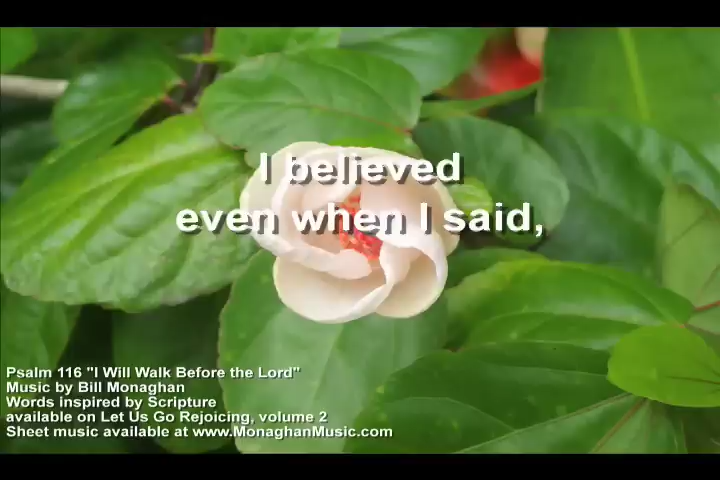 I believed
even when I said,
Psalm 116 "I Will Walk Before the Lord"
Music by Bill Monaghan
Words inspired by Scripture
available on Let Us Go Rejoicing, volume 2
Sheet music available at www.MonaghanMusic.com